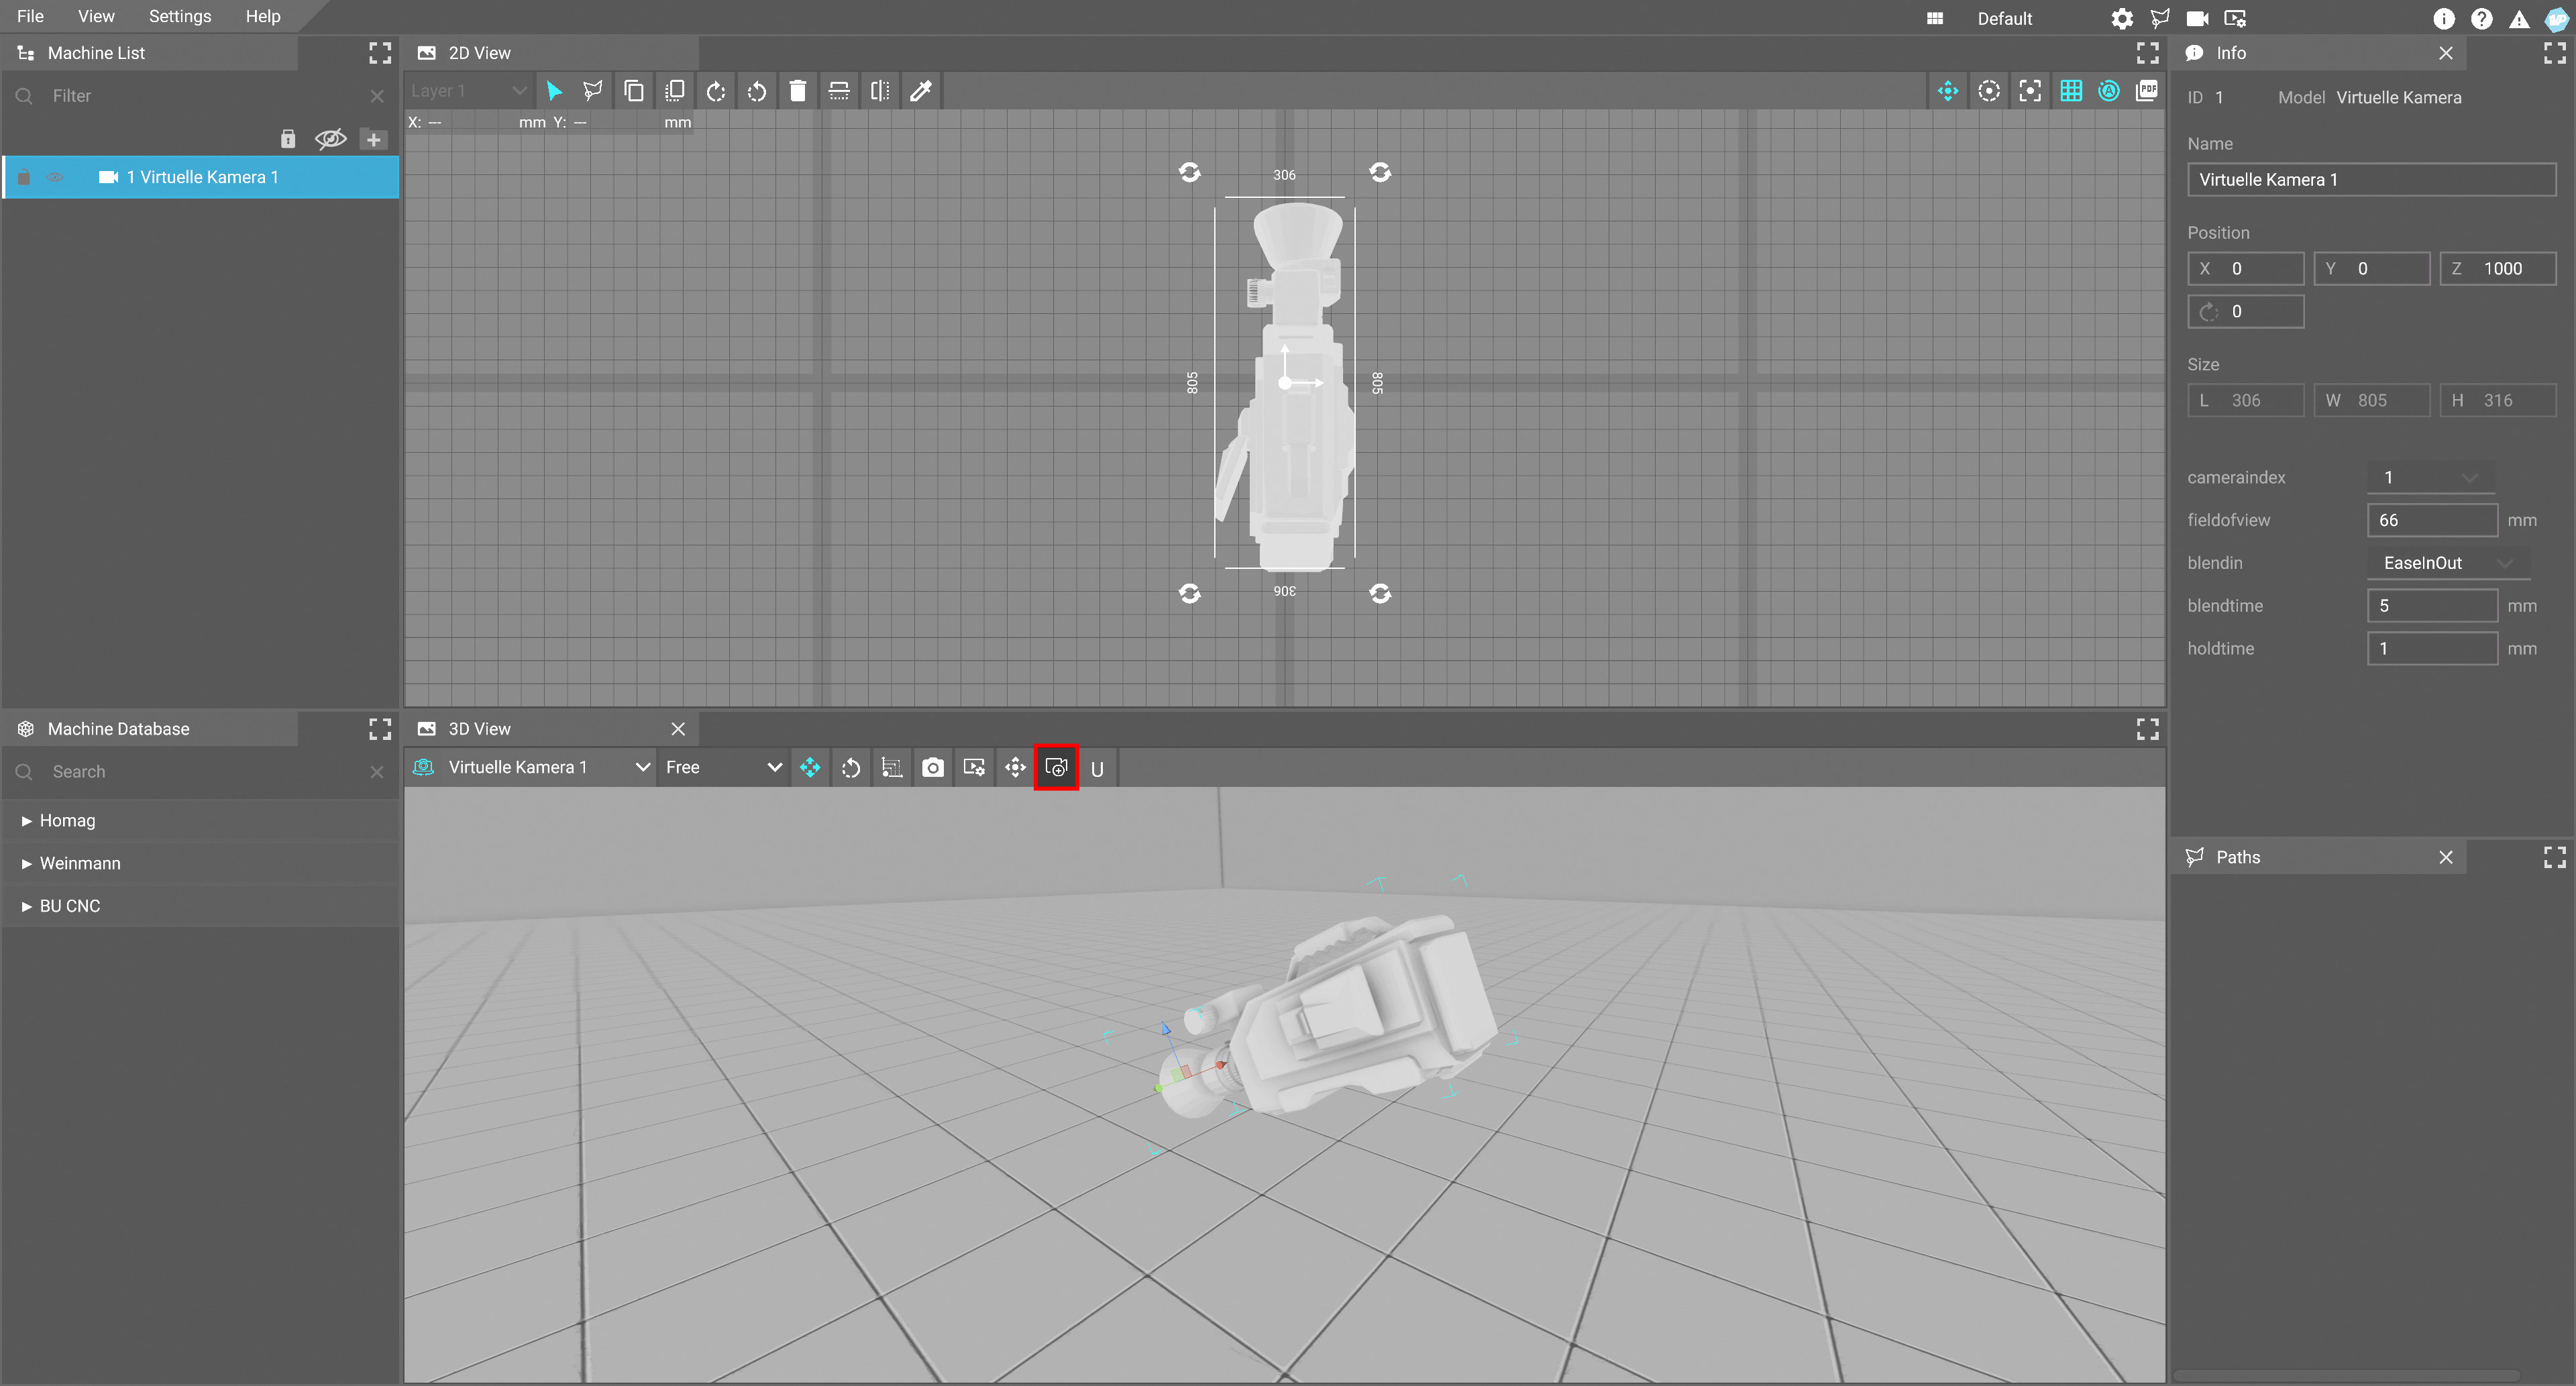 File View Settings Help Default
Machine List
Filter
1 Virtuelle Kamera 1
Machine Database
Search
Homag
Weinmann
BU CNC
2D View
Layer 1
PDF
X: --- mm Y: --- mm
306
805
805
306
3D View
Virtuelle Kamera 1 Free U
Info
ID 1 Model Virtuelle Kamera
Name
Virtuelle Kamera 1
Position
X 0 Y 0 Z 1000
0
Size
L 306 W 805 H 316
cameraindex 1
fieldofview 66 mm
blendin EaseInOut
blendtime 5 mm
holdtime 1 mm
Paths